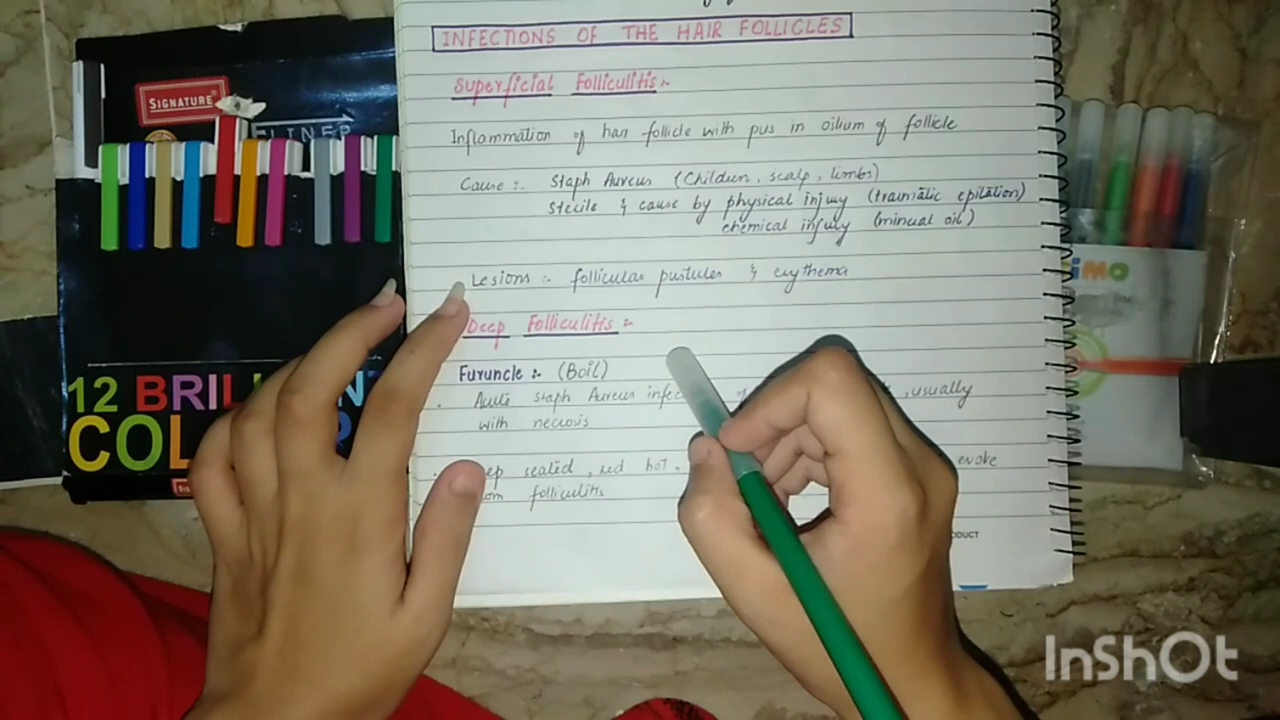 INFECTIONS OF THE HAIR FOLLICLES
Superficial Folliculitis :-
Inflammation of hair follicle with pus in ostium of follicle
Cause :- Staph Aureus (Children, scalp, limbs)
Sterile & cause by physical injury (traumatic epilation)
chemical injury (mineral oil)
Lesions :- follicular pustules & erythema
Deep Folliculitis :-
Furuncle :- (Boil)
Acute Staph Aureus infec , usually
with necrosis
seated, red hot, evoke
folliculitis
SIGNATURE
LINER
12 BRIL
COL
iMO
ODUCT
InShOt